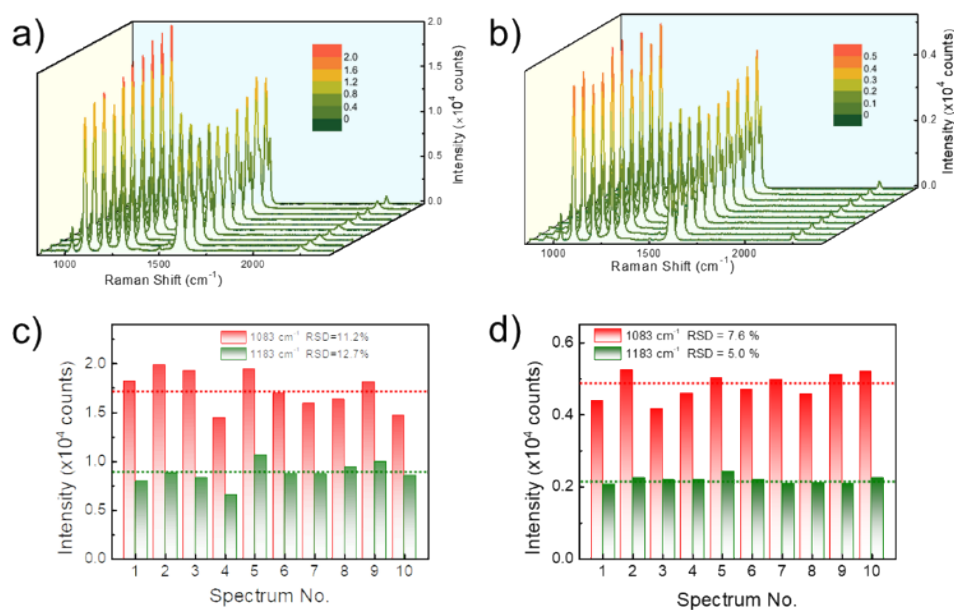 a)
2.0
1.6
1.2
0.8
0.4
0
2.0
1.5
1.0
0.5
0.0
Intensity (×10⁴ counts)
1000
1500
2000
Raman Shift (cm⁻¹)
b)
0.5
0.4
0.3
0.2
0.1
0
0.4
0.2
0.1
0.0
Intensity (×10⁴ counts)
1000
1500
2000
Raman Shift (cm⁻¹)
c)
1083 cm⁻¹ RSD=11.2%
1183 cm⁻¹ RSD=12.7%
2.0
1.5
1.0
0.5
0.0
Intensity (x10⁴ counts)
1 2 3 4 5 6 7 8 9 10
Spectrum No.
d)
1083 cm⁻¹ RSD = 7.6 %
1183 cm⁻¹ RSD = 5.0 %
0.6
0.4
0.2
0.0
Intensity (x10⁴ counts)
1 2 3 4 5 6 7 8 9 10
Spectrum No.